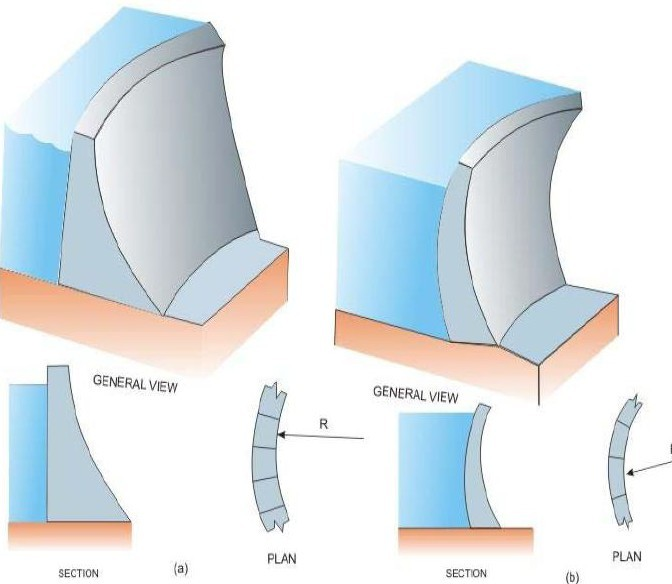 GENERAL VIEW
GENERAL VIEW
R
SECTION
(a)
PLAN
SECTION
(b)
PLAN